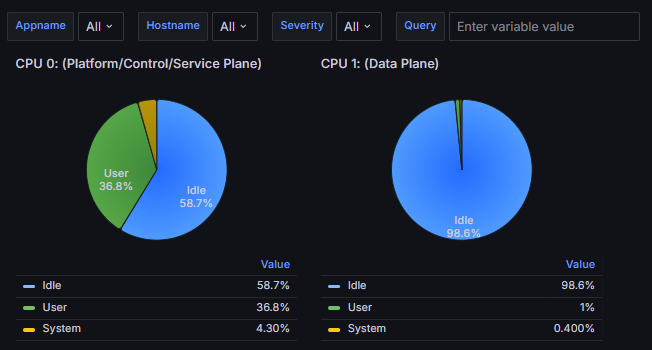 Appname All Hostname All Severity All Query Enter variable value
CPU 0: (Platform/Control/Service Plane)
User
36.8%
Idle
58.7%
Value
Idle 58.7%
User 36.8%
System 4.30%
CPU 1: (Data Plane)
Idle
98.6%
Value
Idle 98.6%
User 1%
System 0.400%